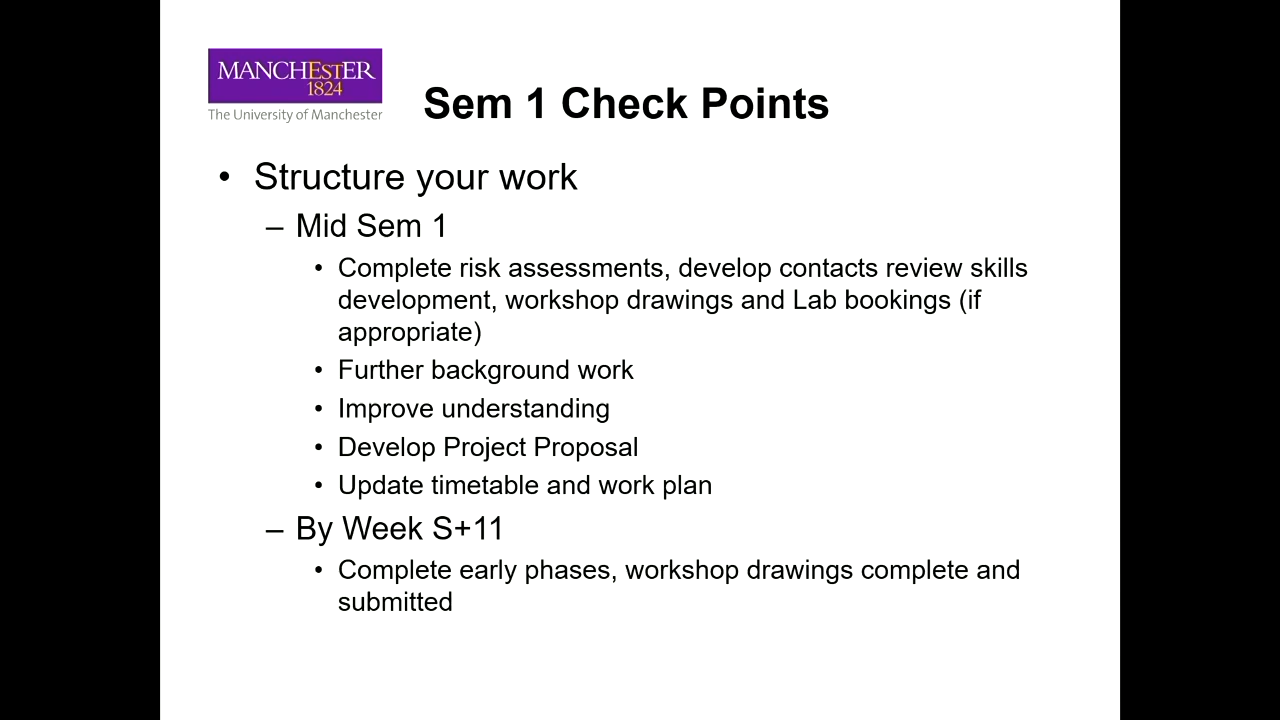 MANCHESTER
1824
The University of Manchester
Sem 1 Check Points
• Structure your work
– Mid Sem 1
• Complete risk assessments, develop contacts review skills
development, workshop drawings and Lab bookings (if
appropriate)
• Further background work
• Improve understanding
• Develop Project Proposal
• Update timetable and work plan
– By Week S+11
• Complete early phases, workshop drawings complete and
submitted